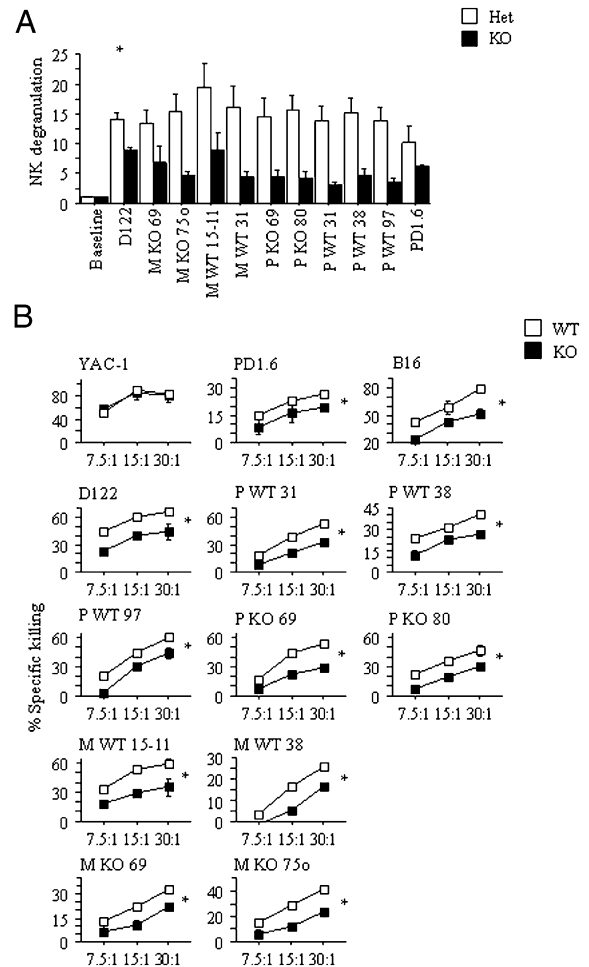 A
Het
KO
NK degranulation
25
20
15
10
5
0
*
Baseline
D122
M KO 69
M KO 75o
M WT 15-11
M WT 31
P KO 69
P KO 80
P WT 31
P WT 38
P WT 97
PD1.6
B
WT
KO
% Specific killing
YAC-1
80
60
40
0
7.5:1 15:1 30:1
PD1.6
30
15
0
*
7.5:1 15:1 30:1
B16
80
60
40
20
*
7.5:1 15:1 30:1
D122
60
30
0
*
7.5:1 15:1 30:1
P WT 31
60
30
0
*
7.5:1 15:1 30:1
P WT 38
45
30
15
0
*
7.5:1 15:1 30:1
P WT 97
60
30
0
*
7.5:1 15:1 30:1
P KO 69
60
30
0
*
7.5:1 15:1 30:1
P KO 80
60
30
0
*
7.5:1 15:1 30:1
M WT 15-11
60
30
0
*
7.5:1 15:1 30:1
M WT 38
30
20
10
0
*
7.5:1 15:1 30:1
M KO 69
30
15
0
*
7.5:1 15:1 30:1
M KO 75o
40
20
0
*
7.5:1 15:1 30:1